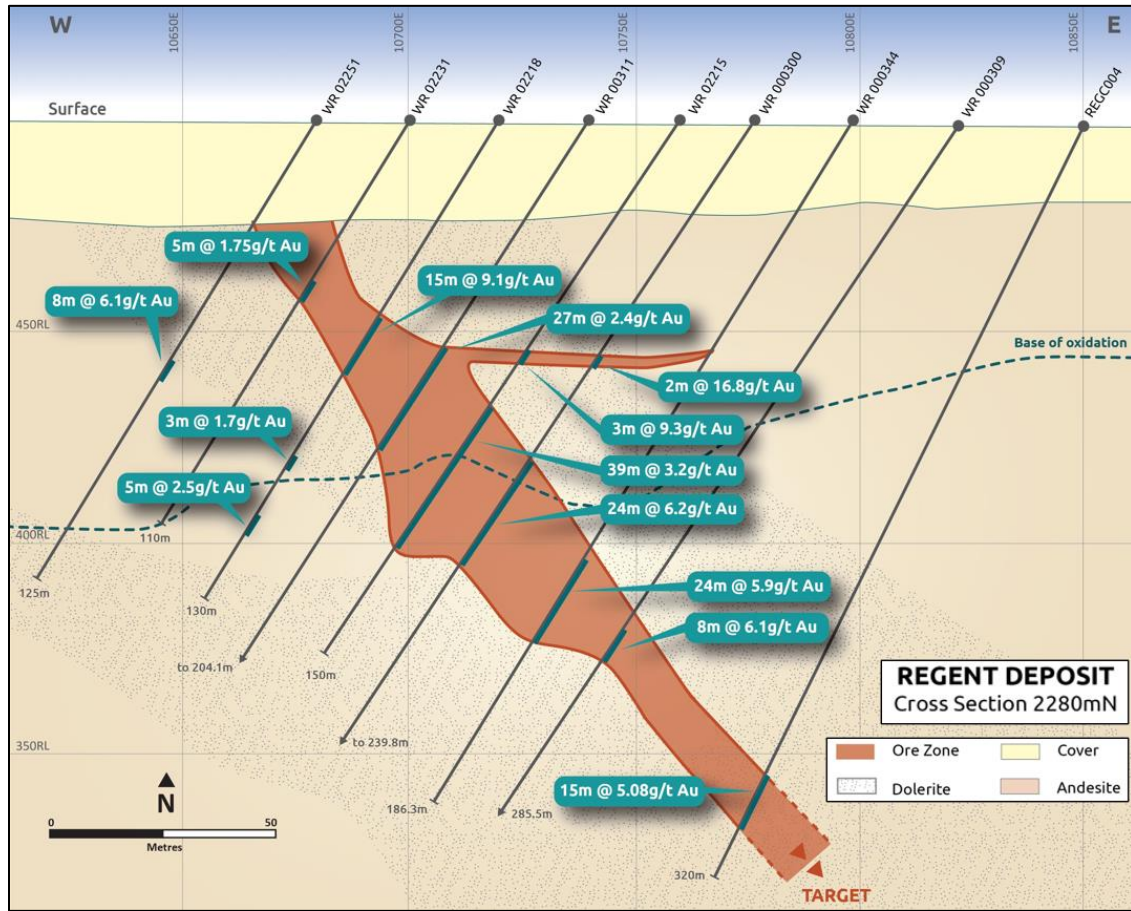 W
10650E
10700E
10750E
10800E
10850E
E
Surface
WR 02251
WR 02231
WR 02218
WR 00311
WR 02215
WR 000300
WR 000344
WR 000309
REGC004
5m @ 1.75g/t Au
15m @ 9.1g/t Au
8m @ 6.1g/t Au
27m @ 2.4g/t Au
450RL
Base of oxidation
2m @ 16.8g/t Au
3m @ 1.7g/t Au
3m @ 9.3g/t Au
39m @ 3.2g/t Au
5m @ 2.5g/t Au
24m @ 6.2g/t Au
400RL
110m
24m @ 5.9g/t Au
125m
130m
8m @ 6.1g/t Au
to 204.1m
150m
REGENT DEPOSIT
Cross Section 2280mN
to 239.8m
350RL
Ore Zone
Cover
Dolerite
Andesite
N
15m @ 5.08g/t Au
186.3m
285.5m
0
50
Metres
320m
TARGET